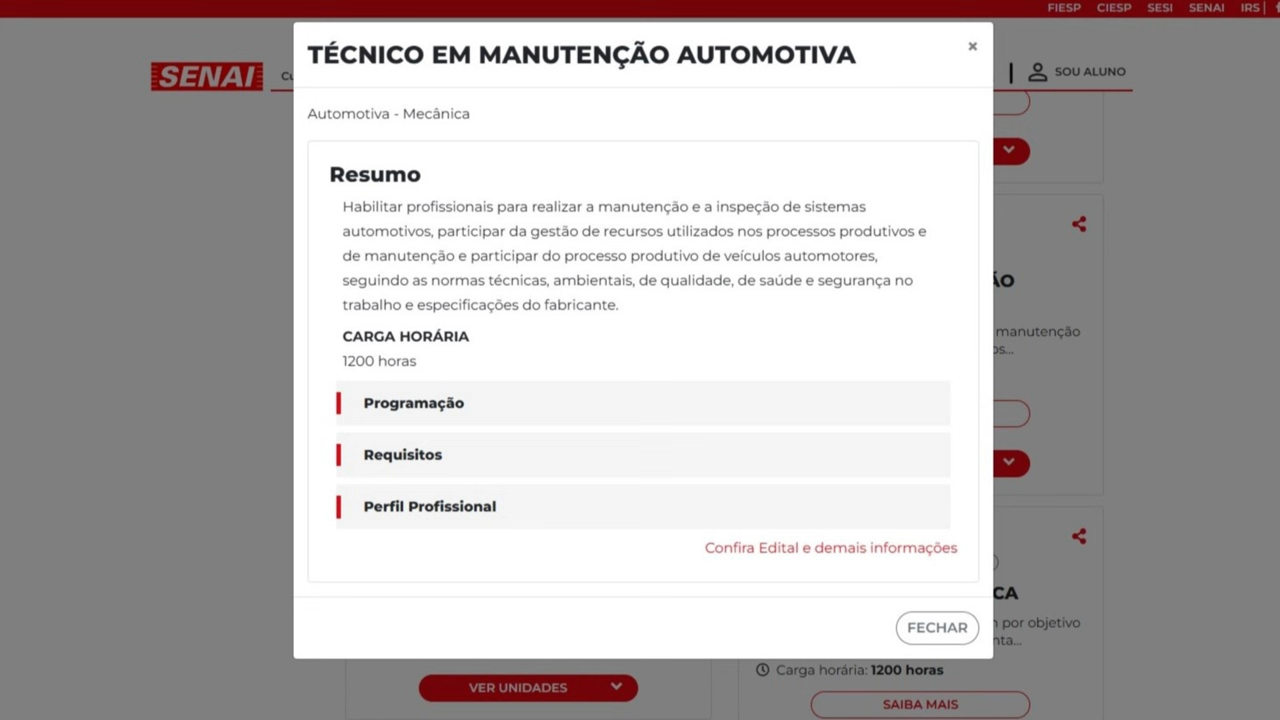 FIESP CIESP SESI SENAI IRS
TÉCNICO EM MANUTENÇÃO AUTOMOTIVA
×
SENAI
SOU ALUNO
Automotiva - Mecânica
Resumo
Habilitar profissionais para realizar a manutenção e a inspeção de sistemas
automotivos, participar da gestão de recursos utilizados nos processos produtivos e
de manutenção e participar do processo produtivo de veículos automotores,
seguindo as normas técnicas, ambientais, de qualidade, de saúde e segurança no
trabalho e especificações do fabricante.
CARGA HORÁRIA
1200 horas
Programação
Requisitos
Perfil Profissional
Confira Edital e demais informações
FECHAR
manutenção
por objetivo
Carga horária: 1200 horas
VER UNIDADES
SAIBA MAIS